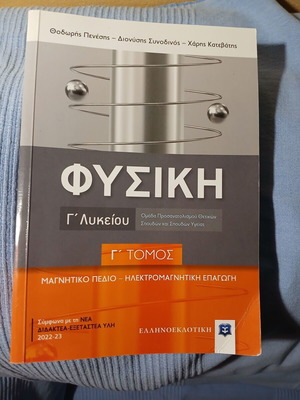 Θοδωρής Πενέσης – Διονύσης Συνοδινός – Χάρης Κατεβάτης
ΦΥΣΙΚΗ
Γ΄ Λυκείου
Ομάδα Προσανατολισμού Θετικών
Σπουδών και Σπουδών Υγείας
Γ΄ ΤΟΜΟΣ
ΜΑΓΝΗΤΙΚΟ ΠΕΔΙΟ – ΗΛΕΚΤΡΟΜΑΓΝΗΤΙΚΗ ΕΠΑΓΩΓΗ
Σύμφωνα με τη ΝΕΑ
ΔΙΔΑΚΤΕΑ-ΕΞΕΤΑΣΤΕΑ ΥΛΗ
2022-23
ΕΛΛΗΝΟΕΚΔΟΤΙΚΗ